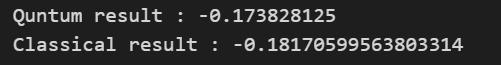 Quntum result : -0.173828125
Classical result : -0.18170599563803314